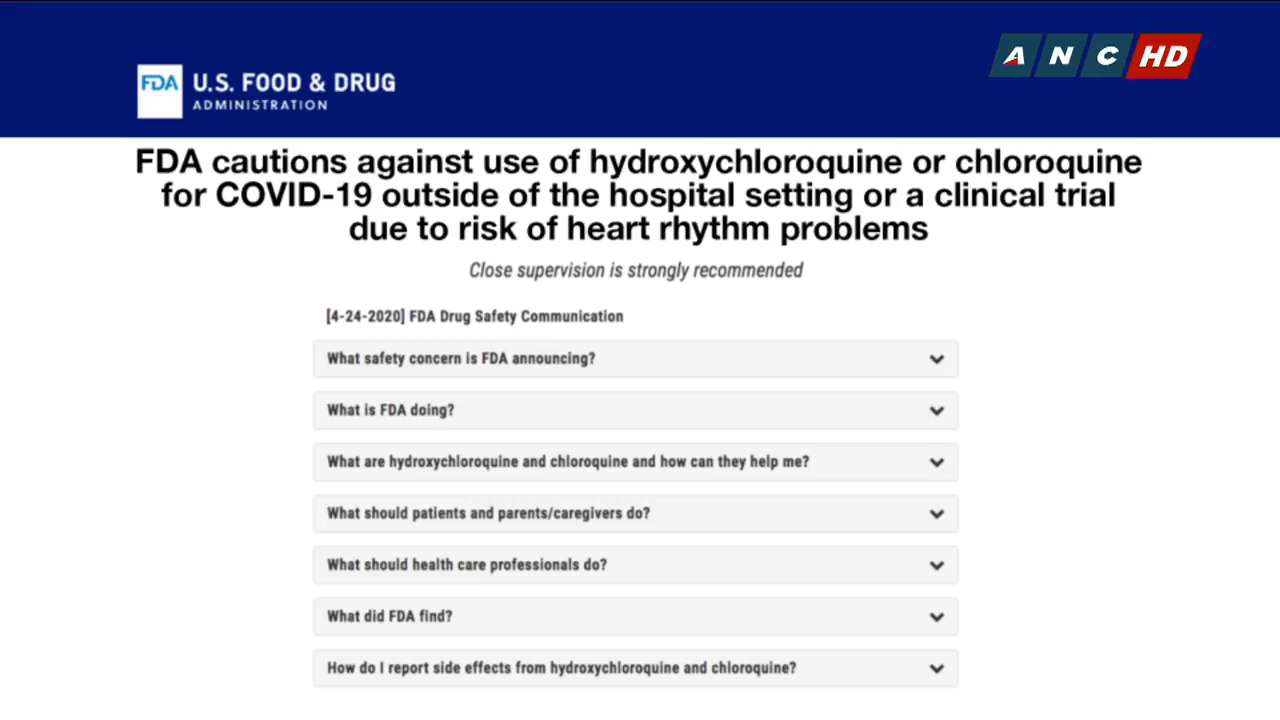 ANC HD
FDA U.S. FOOD & DRUG
ADMINISTRATION
FDA cautions against use of hydroxychloroquine or chloroquine
for COVID-19 outside of the hospital setting or a clinical trial
due to risk of heart rhythm problems
Close supervision is strongly recommended
[4-24-2020] FDA Drug Safety Communication
What safety concern is FDA announcing?
What is FDA doing?
What are hydroxychloroquine and chloroquine and how can they help me?
What should patients and parents/caregivers do?
What should health care professionals do?
What did FDA find?
How do I report side effects from hydroxychloroquine and chloroquine?